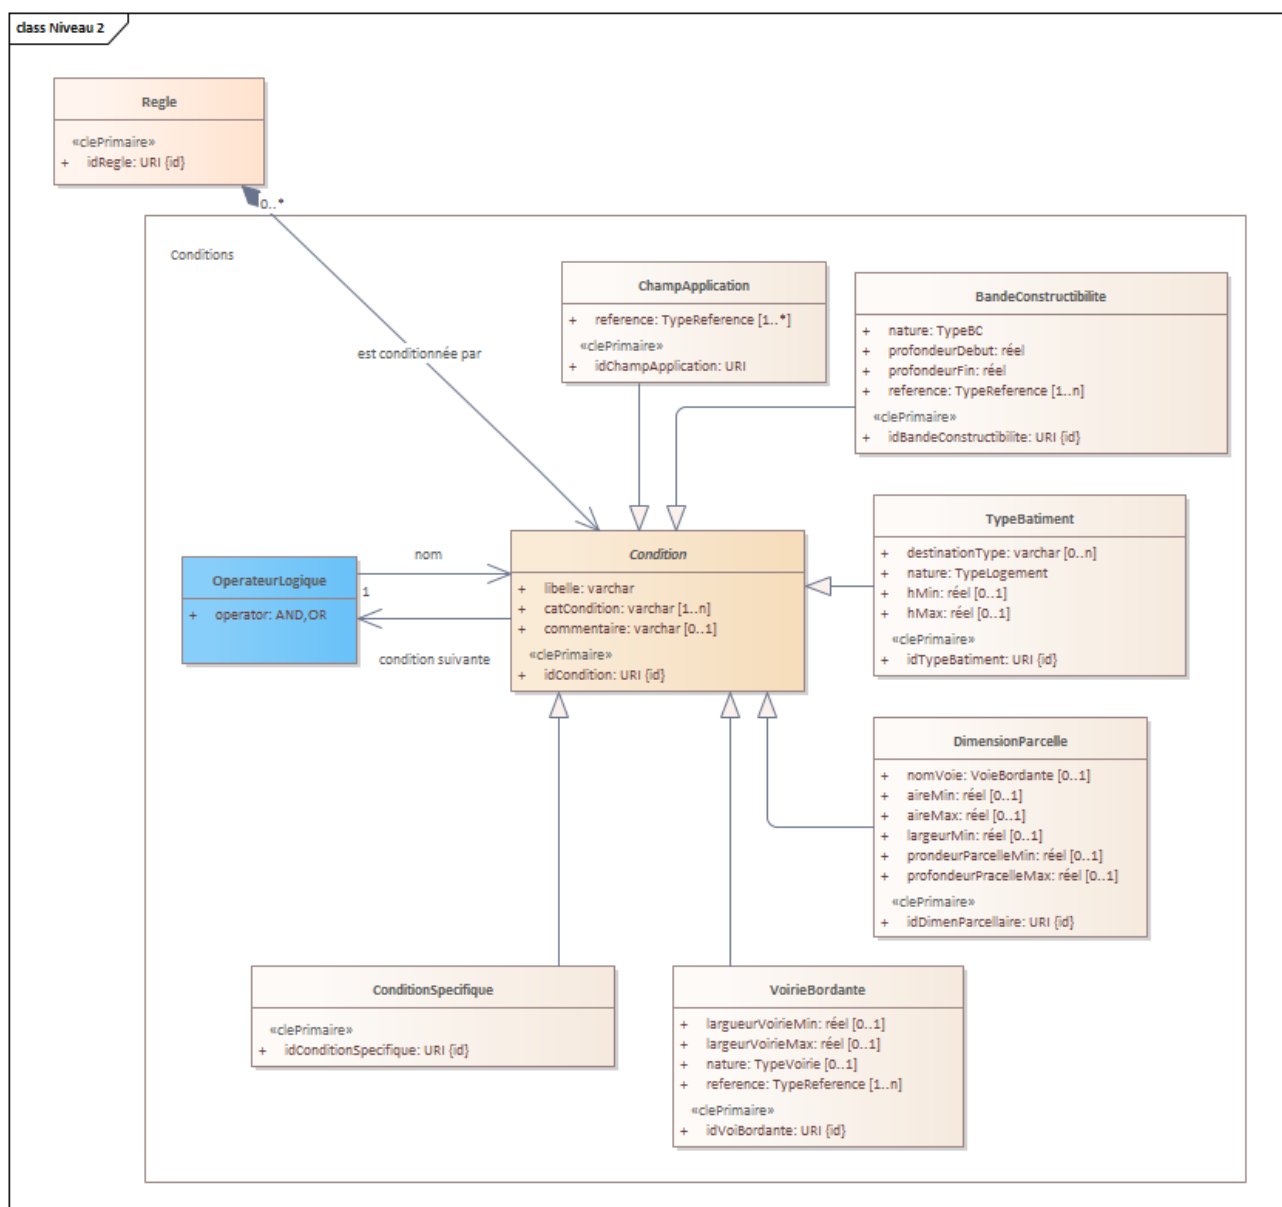 class Niveau 2
Regle
«clePrimaire»
+ idRegle: URI {id}
0..*
Conditions
est conditionnée par
ChampApplication
+ reference: TypeReference [1..*]
«clePrimaire»
+ idChampApplication: URI
BandeConstructibilite
+ nature: TypeBC
+ profondeurDebut: réel
+ profondeurFin: réel
+ reference: TypeReference [1..n]
«clePrimaire»
+ idBandeConstructibilite: URI {id}
TypeBatiment
+ destinationType: varchar [0..n]
+ nature: TypeLogement
+ hMin: réel [0..1]
+ hMax: réel [0..1]
«clePrimaire»
+ idTypeBatiment: URI {id}
OperateurLogique
+ operator: AND,OR
nom
1
condition suivante
Condition
+ libelle: varchar
+ catCondition: varchar [1..n]
+ commentaire: varchar [0..1]
«clePrimaire»
+ idCondition: URI {id}
DimensionParcelle
+ nomVoie: VoieBordante [0..1]
+ aireMin: réel [0..1]
+ aireMax: réel [0..1]
+ largeurMin: réel [0..1]
+ prondeurParcelleMin: réel [0..1]
+ profondeurPracelleMax: réel [0..1]
«clePrimaire»
+ idDimenParcellaire: URI {id}
ConditionSpecifique
«clePrimaire»
+ idConditionSpecifique: URI {id}
VoirieBordante
+ largueurVoirieMin: réel [0..1]
+ largeurVoirieMax: réel [0..1]
+ nature: TypeVoirie [0..1]
+ reference: TypeReference [1..n]
«clePrimaire»
+ idVoiBordante: URI {id}